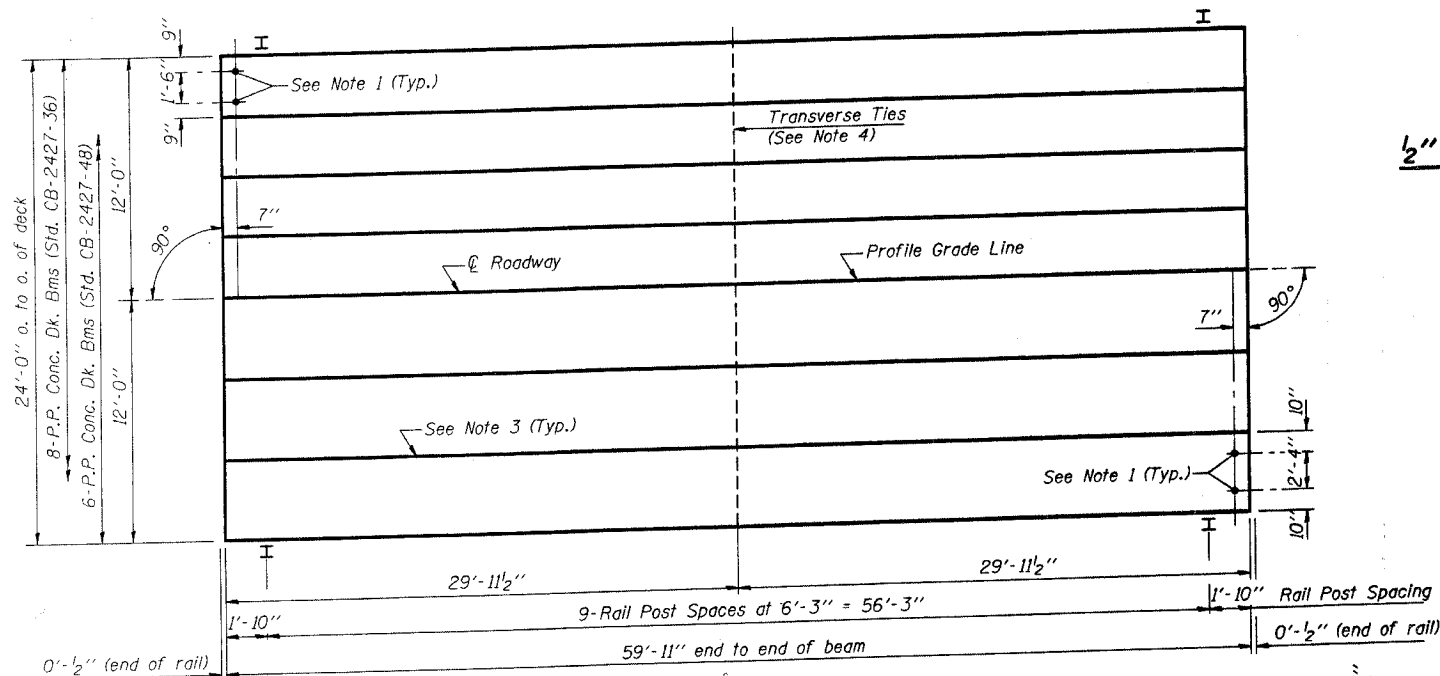 9"
1'-6"
9"
See Note 1 (Typ.)
Transverse Ties
(See Note 4)
1/2"
24'-0" o. to o. of deck
8-P.P. Conc. Dk. Bms (Std. CB-2427-36)
6-P.P. Conc. Dk. Bms (Std. CB-2427-48)
12'-0"
12'-0"
90°
7"
℄ Roadway
Profile Grade Line
7"
90°
See Note 3 (Typ.)
See Note 1 (Typ.)
10"
2'-4"
10"
29'-11 1/2"
29'-11 1/2"
1'-10"
9-Rail Post Spaces at 6'-3" = 56'-3"
1'-10"
Rail Post Spacing
0'-1/2" (end of rail)
59'-11" end to end of beam
0'-1/2" (end of rail)